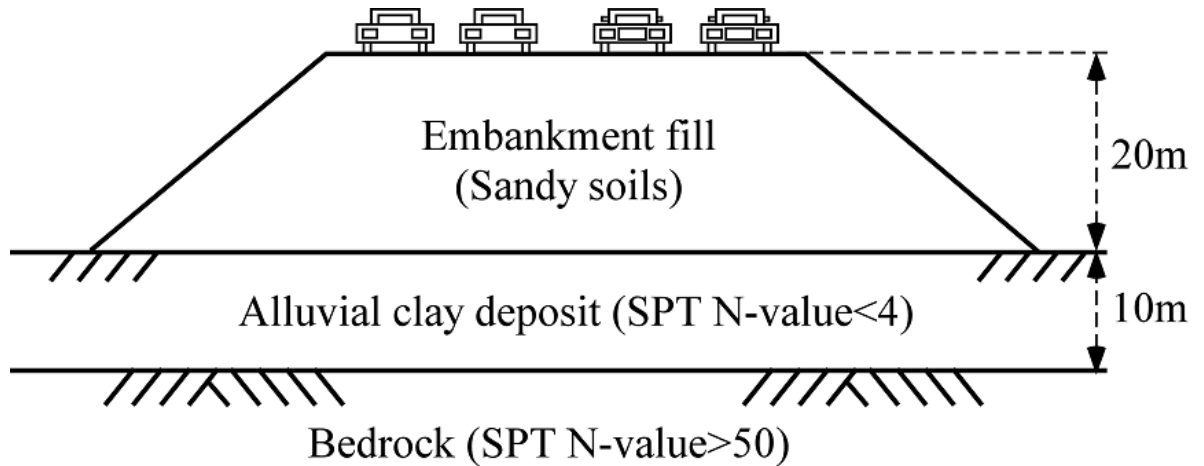 Embankment fill
(Sandy soils)
20m
Alluvial clay deposit (SPT N-value<4)
10m
Bedrock (SPT N-value>50)